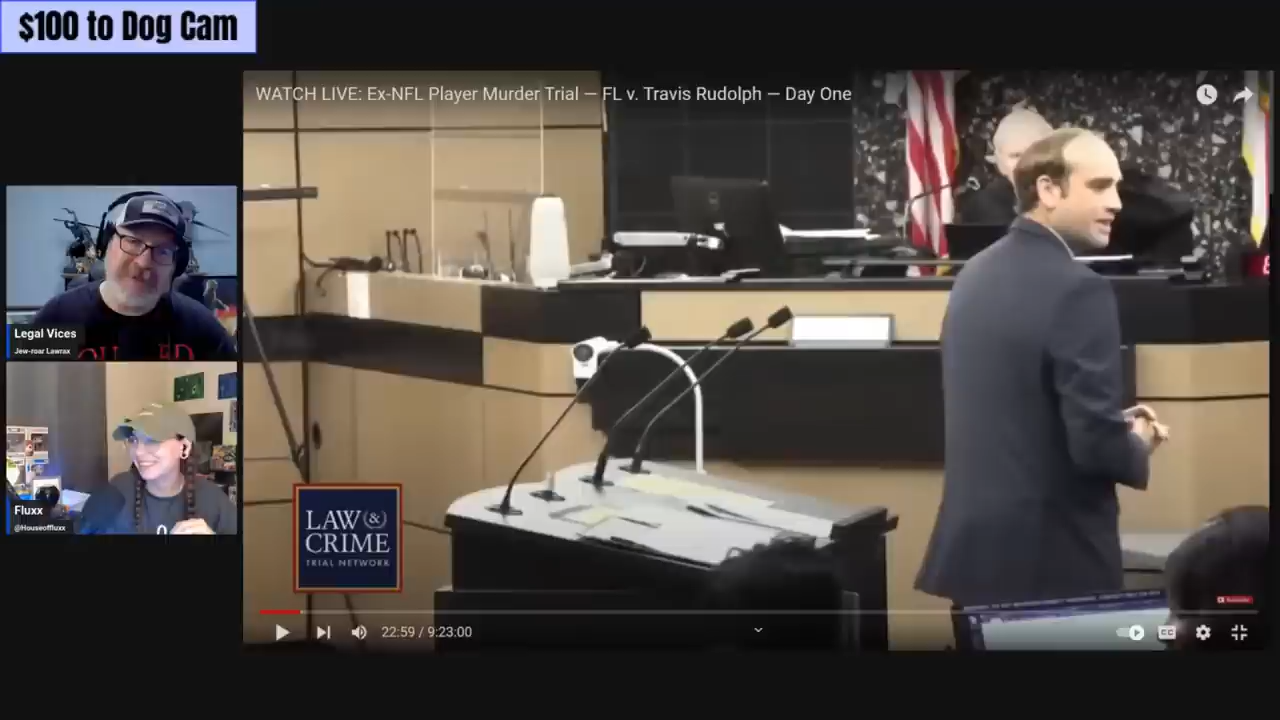 $100 to Dog Cam
WATCH LIVE: Ex-NFL Player Murder Trial — FL v. Travis Rudolph — Day One
Legal Vices
Jew-roar Lawrax
Fluxx
@Houseoffluxx
LAW (&)
CRIME
TRIAL NETWORK
22:59 / 9:23:00
CC